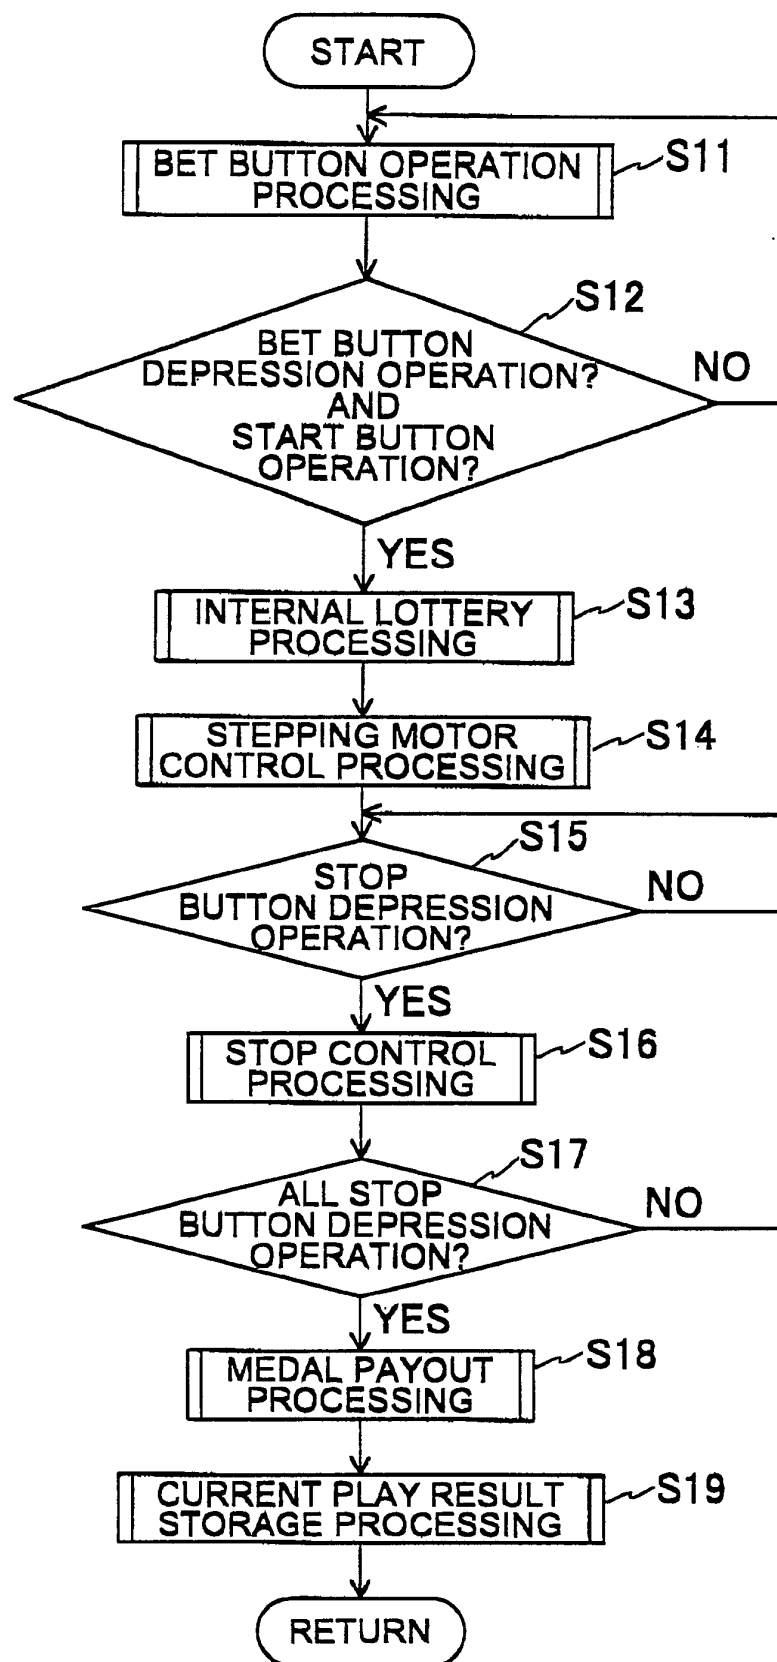 START
BET BUTTON OPERATION
PROCESSING
S11
S12
BET BUTTON
DEPRESSION OPERATION?
AND
START BUTTON
OPERATION?
NO
YES
INTERNAL LOTTERY
PROCESSING
S13
STEPPING MOTOR
CONTROL PROCESSING
S14
S15
STOP
BUTTON DEPRESSION
OPERATION?
NO
YES
STOP CONTROL
PROCESSING
S16
S17
ALL STOP
BUTTON DEPRESSION
OPERATION?
NO
YES
MEDAL PAYOUT
PROCESSING
S18
CURRENT PLAY RESULT
STORAGE PROCESSING
S19
RETURN